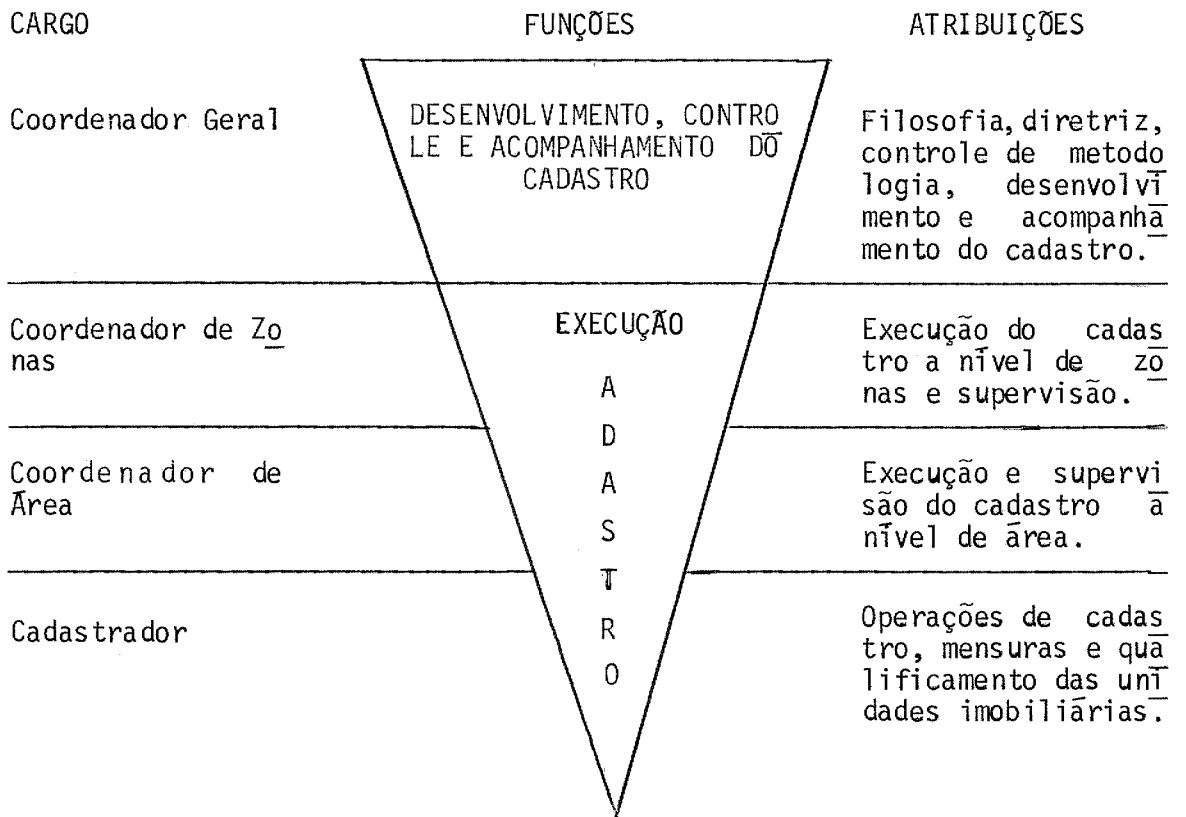 CARGO FUNÇÕES ATRIBUIÇÕES
Coordenador Geral
DESENVOLVIMENTO, CONTRO
LE E ACOMPANHAMENTO DO
CADASTRO
Filosofia, diretriz,
controle de metodo
logia, desenvolvi
mento e acompanha
mento do cadastro.
Coordenador de Zo
nas
EXECUÇÃO
Execução do cadas
tro a nível de zo
nas e supervisão.
Coordenador de
Área
Execução e supervi
são do cadastro a
nível de área.
Cadastrador
A
D
A
S
T
R
O
Operações de cadas
tro, mensuras e qua
lificamento das uni
dades imobiliárias.